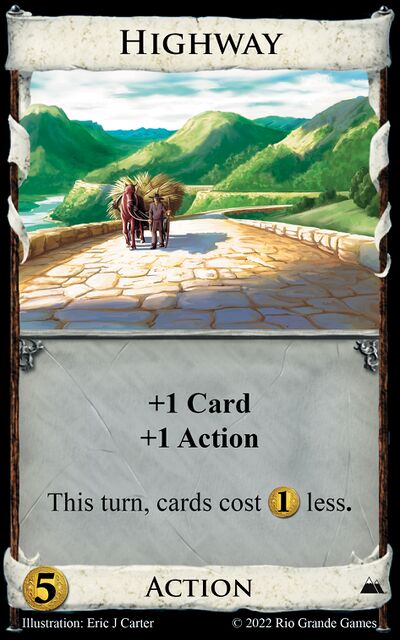 HIGHWAY
+1 Card
+1 Action
This turn, cards cost 1 less.
5
ACTION
Illustration: Eric J Carter
© 2022 Rio Grande Games